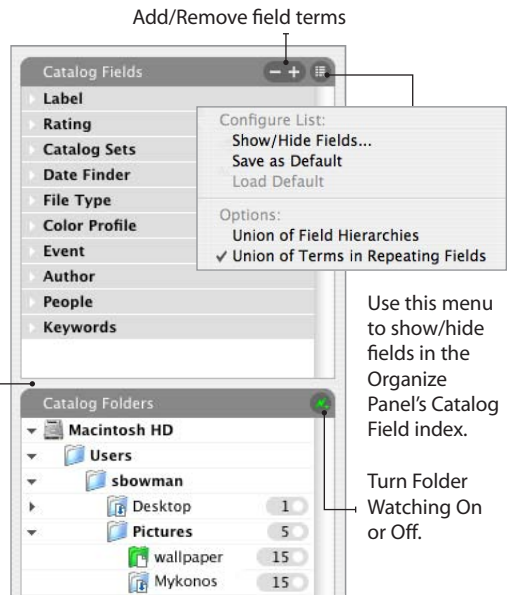 Add/Remove field terms
Catalog Fields
Label
Rating
Catalog Sets
Date Finder
File Type
Color Profile
Event
Author
People
Keywords
Configure List:
Show/Hide Fields...
Save as Default
Load Default
Options:
Union of Field Hierarchies
✓ Union of Terms in Repeating Fields
Use this menu
to show/hide
fields in the
Organize
Panel's Catalog
Field index.
Catalog Folders
Macintosh HD
Users
sbowman
Desktop 1
Pictures 5
wallpaper 15
Mykonos 15
Turn Folder
Watching On
or Off.